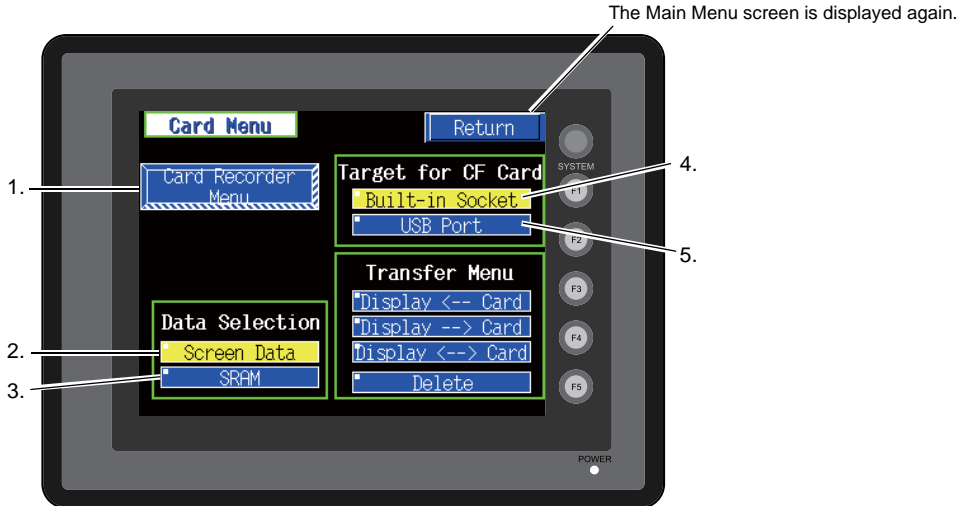 The Main Menu screen is displayed again.
Card Menu
Return
SYSTEM
1.
Card Recorder
Menu
Target for CF Card
Built-in Socket
USB Port
4.
5.
F1
F2
F3
F4
F5
Transfer Menu
Display <-- Card
Display --> Card
Display <--> Card
Delete
Data Selection
2.
Screen Data
3.
SRAM
POWER